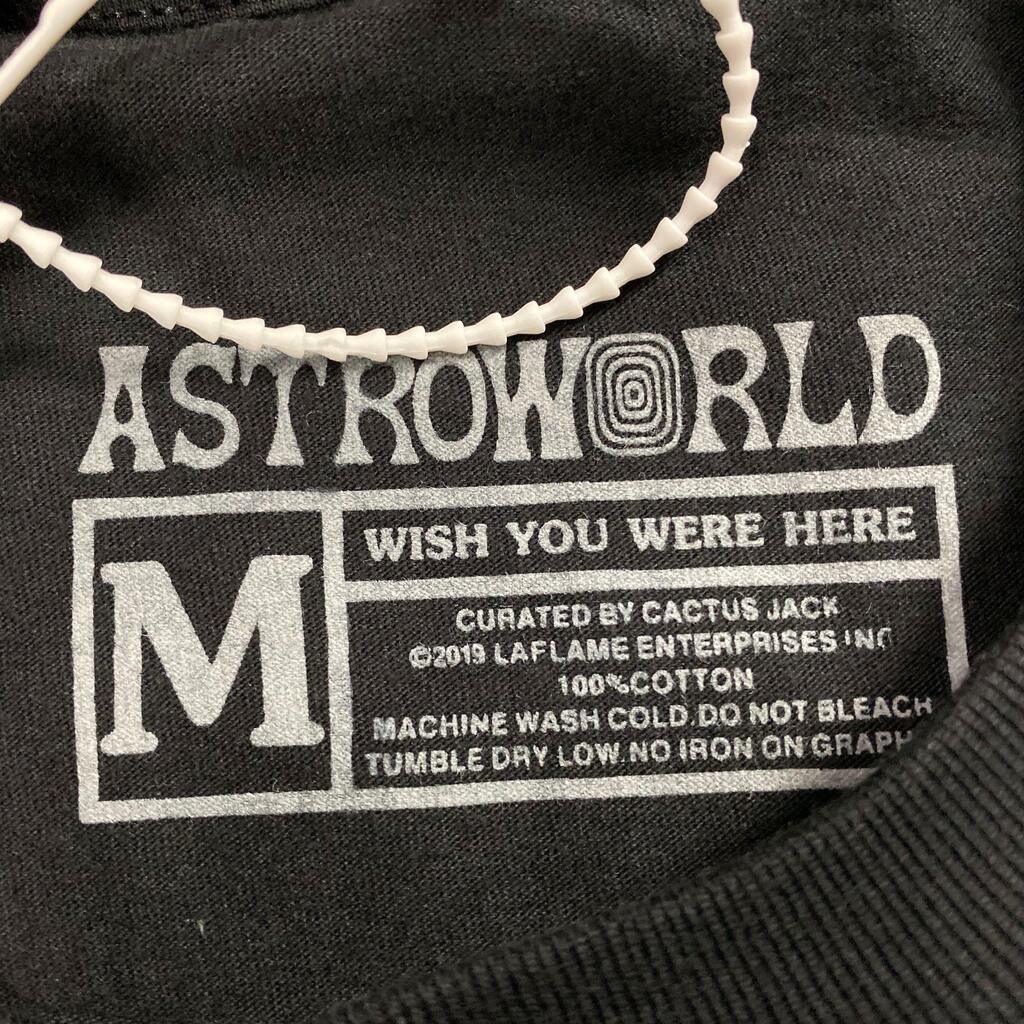 ASTROWORLD
M
WISH YOU WERE HERE
CURATED BY CACTUS JACK
©2019 LAFLAME ENTERPRISES INC
100%COTTON
MACHINE WASH COLD.DO NOT BLEACH
TUMBLE DRY LOW.NO IRON ON